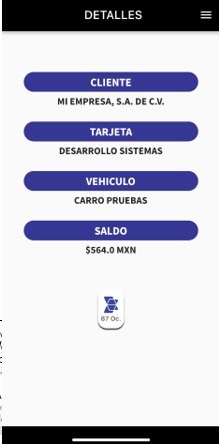 DETALLES
CLIENTE
MI EMPRESA, S.A. DE C.V.
TARJETA
DESARROLLO SISTEMAS
VEHICULO
CARRO PRUEBAS
SALDO
$564.0 MXN
87 Oc.